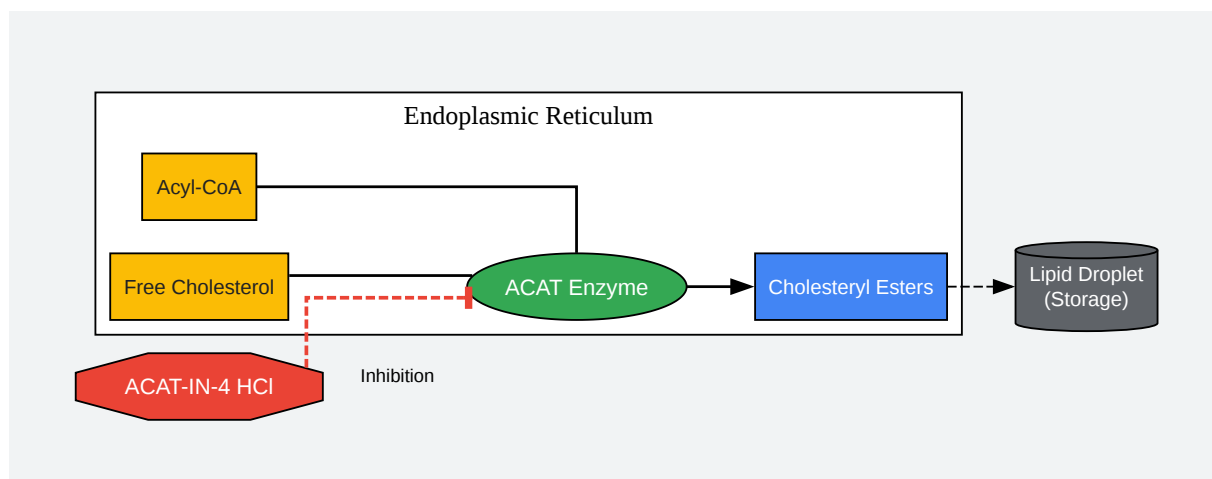 Endoplasmic Reticulum
Acyl-CoA
Free Cholesterol
ACAT Enzyme
Cholesteryl Esters
Lipid Droplet
(Storage)
ACAT-IN-4 HCl
Inhibition